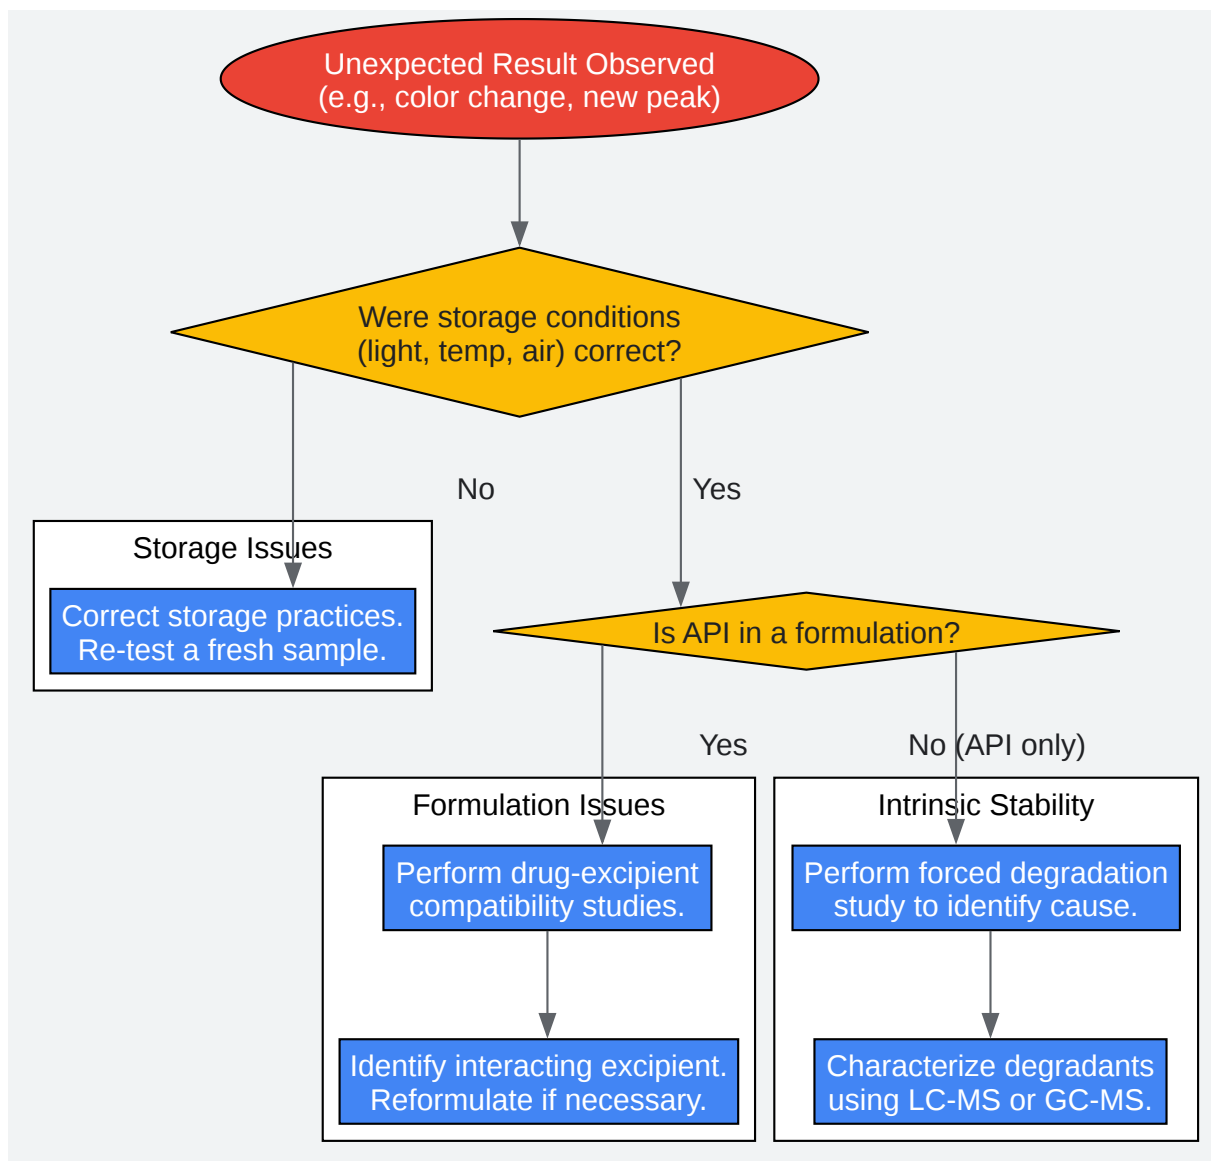 Unexpected Result Observed
(e.g., color change, new peak)
Were storage conditions
(light, temp, air) correct?
No
Yes
Storage Issues
Correct storage practices.
Re-test a fresh sample.
Is API in a formulation?
Yes
No (API only)
Formulation Issues
Perform drug-excipient
compatibility studies.
Identify interacting excipient.
Reformulate if necessary.
Intrinsic Stability
Perform forced degradation
study to identify cause.
Characterize degradants
using LC-MS or GC-MS.